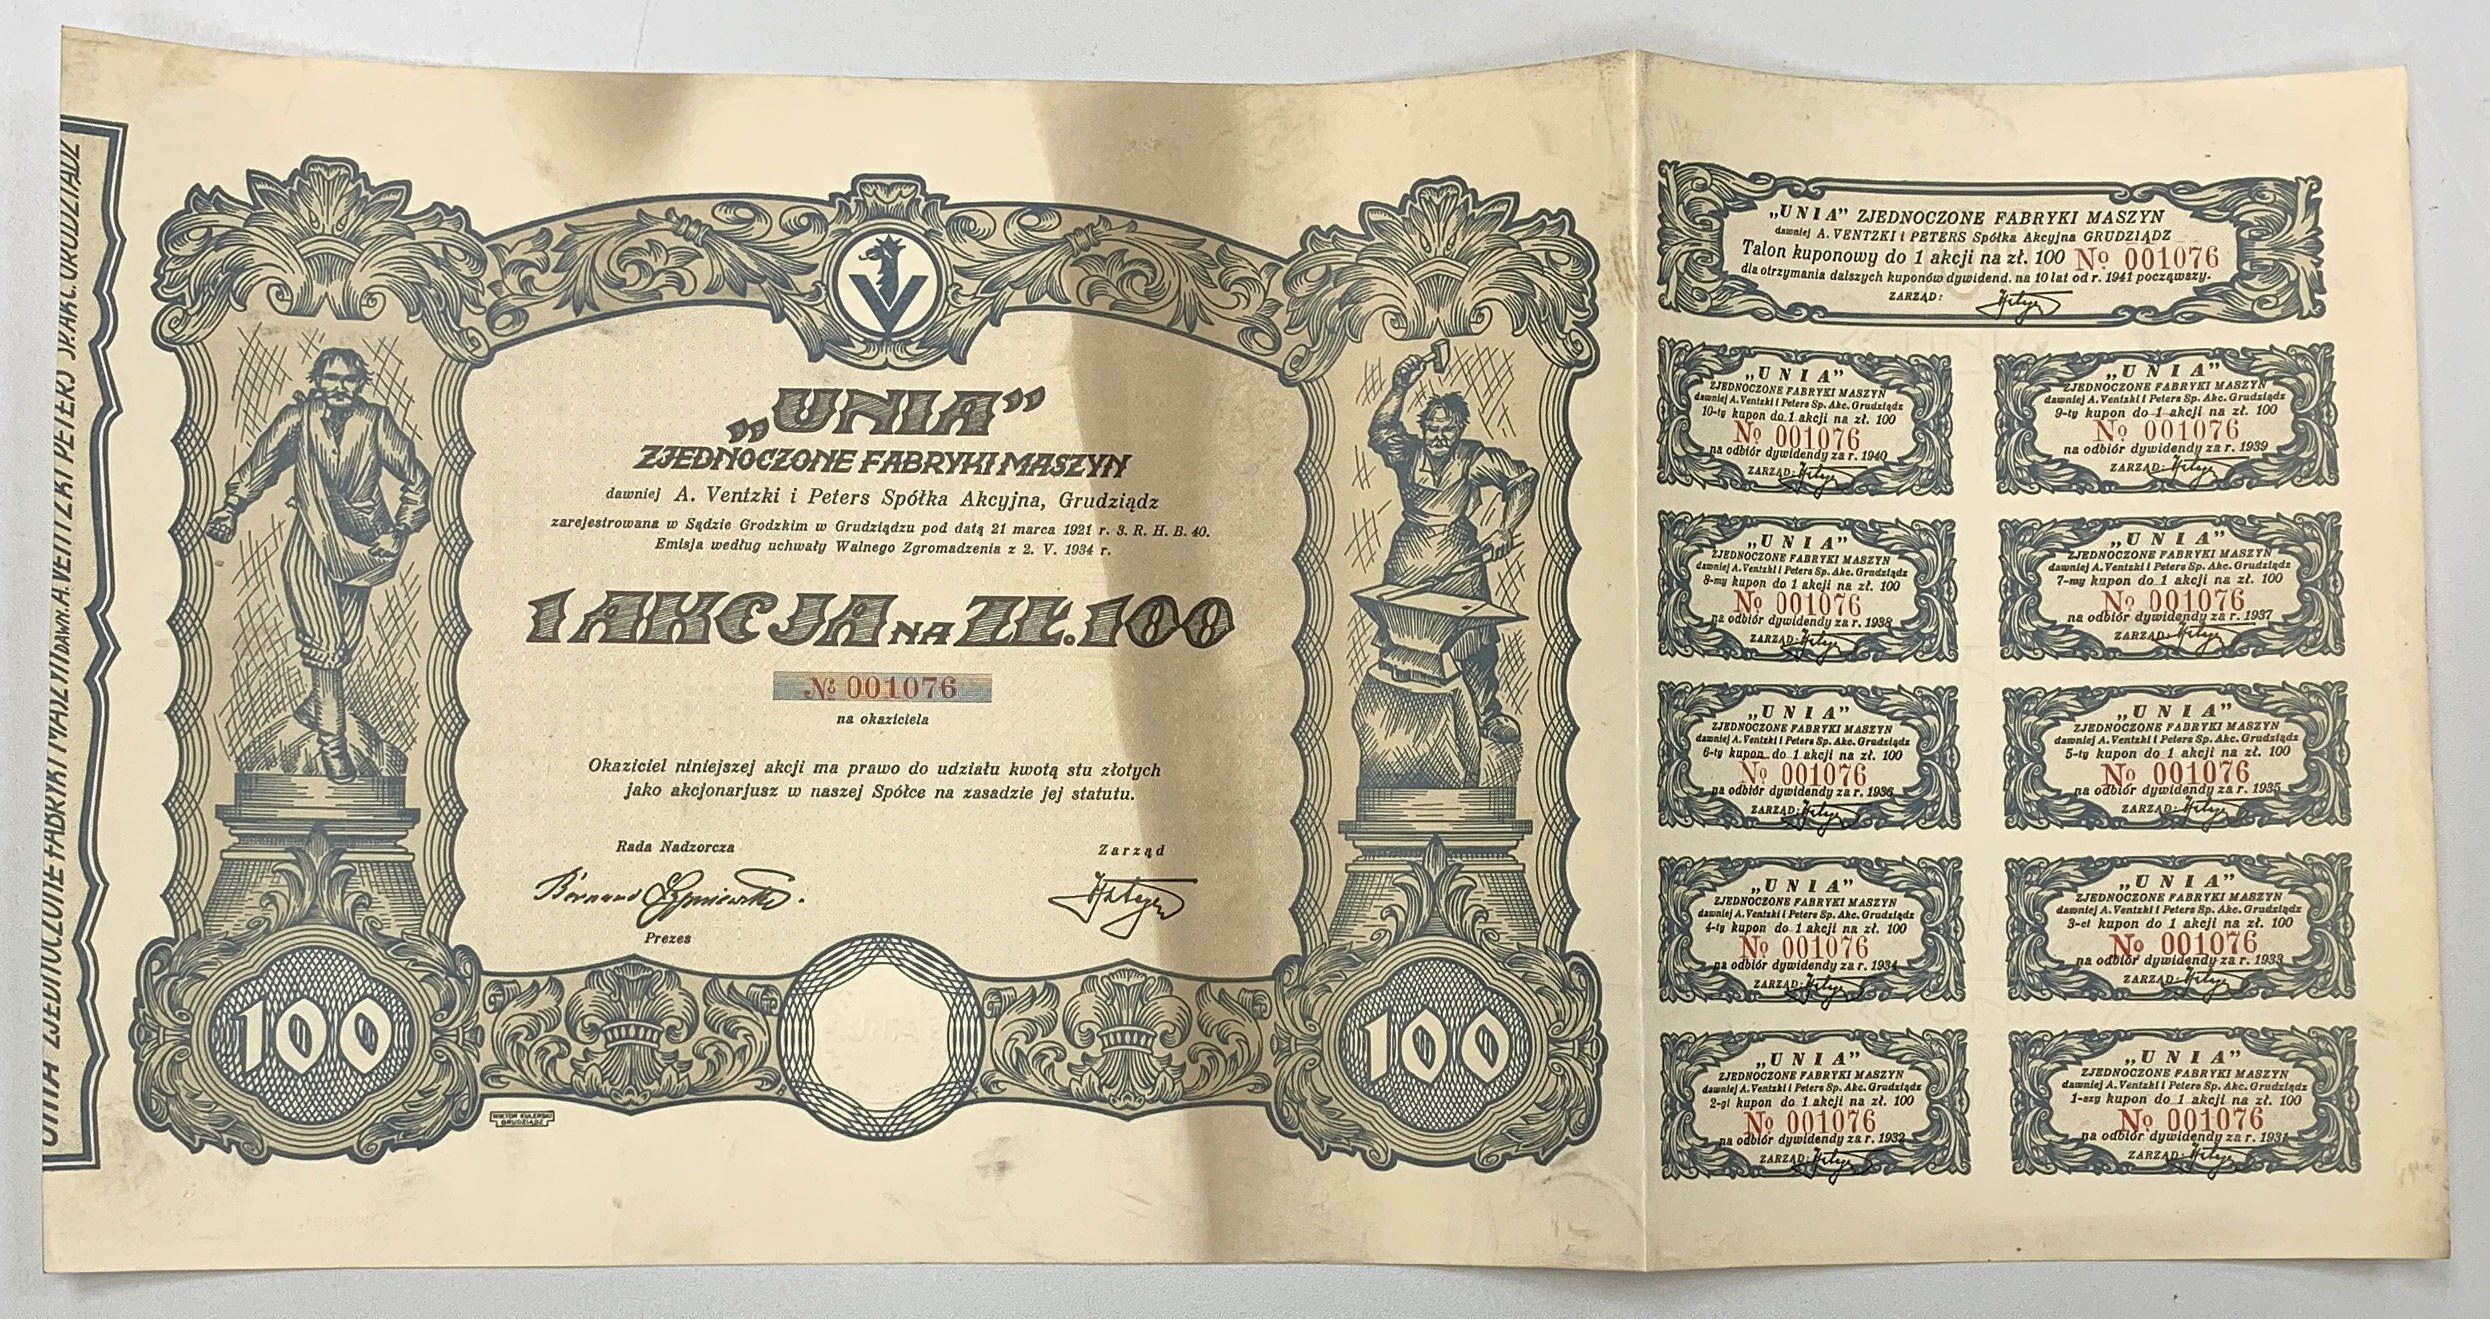 UNIA ZJEDNOCZONE FABRYKI MASZYN DAWN. A. VENTZKI PETERS SP. AKC. GRUDZIĄDZ
„UNIA”
ZJEDNOCZONE FABRYKI MASZYN
dawniej A. Ventzki i Peters Spółka Akcyjna, Grudziądz
zarejestrowana w Sądzie Grodzkim w Grudziądzu pod datą 21 marca 1921 r. 3. R. H. B. 40.
Emisja według uchwały Walnego Zgromadzenia z 2. V. 1934 r.
1 AKCJA NA ZŁ. 100
№ 001076
na okaziciela
Okaziciel niniejszej akcji ma prawo do udziału kwotą stu złotych
jako akcjonarjusz w naszej Spółce na zasadzie jej statutu.
Rada Nadzorcza
Zarząd
Prezes
100
100
WIKTOR KULERSKI
GRUDZIĄDZ
„UNIA” ZJEDNOCZONE FABRYKI MASZYN
dawniej A. VENTZKI i PETERS Spółka Akcyjna GRUDZIĄDZ
Talon kuponowy do 1 akcji na zł. 100 № 001076
dla otrzymania dalszych kuponów dywidend. na 10 lat od r. 1941 począwszy.
ZARZĄD:
„UNIA”
ZJEDNOCZONE FABRYKI MASZYN
dawniej A. Ventzki i Peters Sp. Akc. Grudziądz
10-ty kupon do 1 akcji na zł. 100
№ 001076
na odbiór dywidendy za r. 1940
ZARZĄD:
„UNIA”
ZJEDNOCZONE FABRYKI MASZYN
dawniej A. Ventzki i Peters Sp. Akc. Grudziądz
9-ty kupon do 1 akcji na zł. 100
№ 001076
na odbiór dywidendy za r. 1939
ZARZĄD:
„UNIA”
ZJEDNOCZONE FABRYKI MASZYN
dawniej A. Ventzki i Peters Sp. Akc. Grudziądz
8-my kupon do 1 akcji na zł. 100
№ 001076
na odbiór dywidendy za r. 1938
ZARZĄD:
„UNIA”
ZJEDNOCZONE FABRYKI MASZYN
dawniej A. Ventzki i Peters Sp. Akc. Grudziądz
7-my kupon do 1 akcji na zł. 100
№ 001076
na odbiór dywidendy za r. 1937
ZARZĄD:
„UNIA”
ZJEDNOCZONE FABRYKI MASZYN
dawniej A. Ventzki i Peters Sp. Akc. Grudziądz
6-ty kupon do 1 akcji na zł. 100
№ 001076
na odbiór dywidendy za r. 1936
ZARZĄD:
„UNIA”
ZJEDNOCZONE FABRYKI MASZYN
dawniej A. Ventzki i Peters Sp. Akc. Grudziądz
5-ty kupon do 1 akcji na zł. 100
№ 001076
na odbiór dywidendy za r. 1935
ZARZĄD:
„UNIA”
ZJEDNOCZONE FABRYKI MASZYN
dawniej A. Ventzki i Peters Sp. Akc. Grudziądz
4-ty kupon do 1 akcji na zł. 100
№ 001076
na odbiór dywidendy za r. 1934
ZARZĄD:
„UNIA”
ZJEDNOCZONE FABRYKI MASZYN
dawniej A. Ventzki i Peters Sp. Akc. Grudziądz
3-ci kupon do 1 akcji na zł. 100
№ 001076
na odbiór dywidendy za r. 1933
ZARZĄD:
„UNIA”
ZJEDNOCZONE FABRYKI MASZYN
dawniej A. Ventzki i Peters Sp. Akc. Grudziądz
2-gi kupon do 1 akcji na zł. 100
№ 001076
na odbiór dywidendy za r. 1932
ZARZĄD:
„UNIA”
ZJEDNOCZONE FABRYKI MASZYN
dawniej A. Ventzki i Peters Sp. Akc. Grudziądz
1-szy kupon do 1 akcji na zł. 100
№ 001076
na odbiór dywidendy za r. 1931
ZARZĄD: